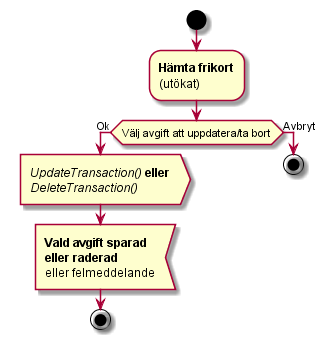 Hämta frikort
(utökat)
Ok
Välj avgift att uppdatera/ta bort
Avbryt
UpdateTransaction() eller
DeleteTransaction()
Vald avgift sparad
eller raderad
eller felmeddelande